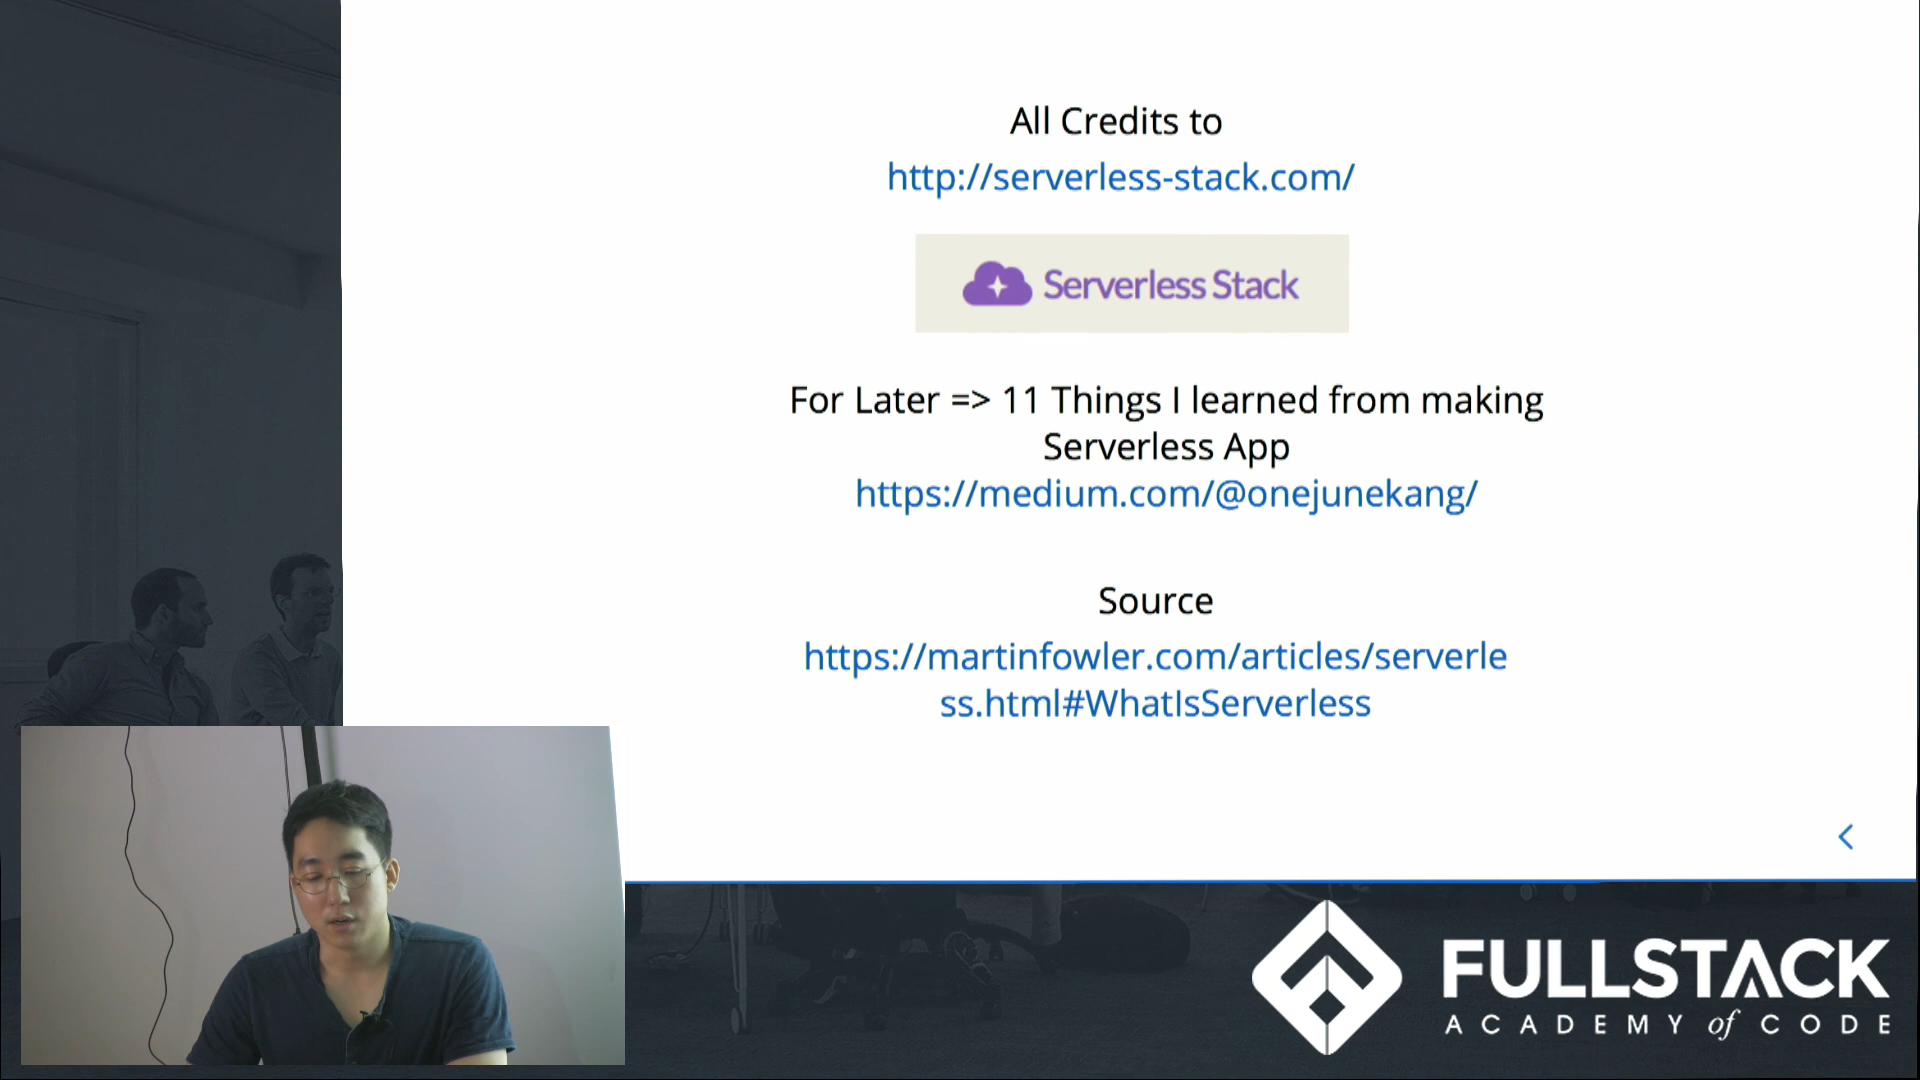 All Credits to
http://serverless-stack.com/
Serverless Stack
For Later => 11 Things I learned from making
Serverless App
https://medium.com/@onejunekang/
Source
https://martinfowler.com/articles/serverle
ss.html#WhatIsServerless
FULLSTACK
ACADEMY of CODE